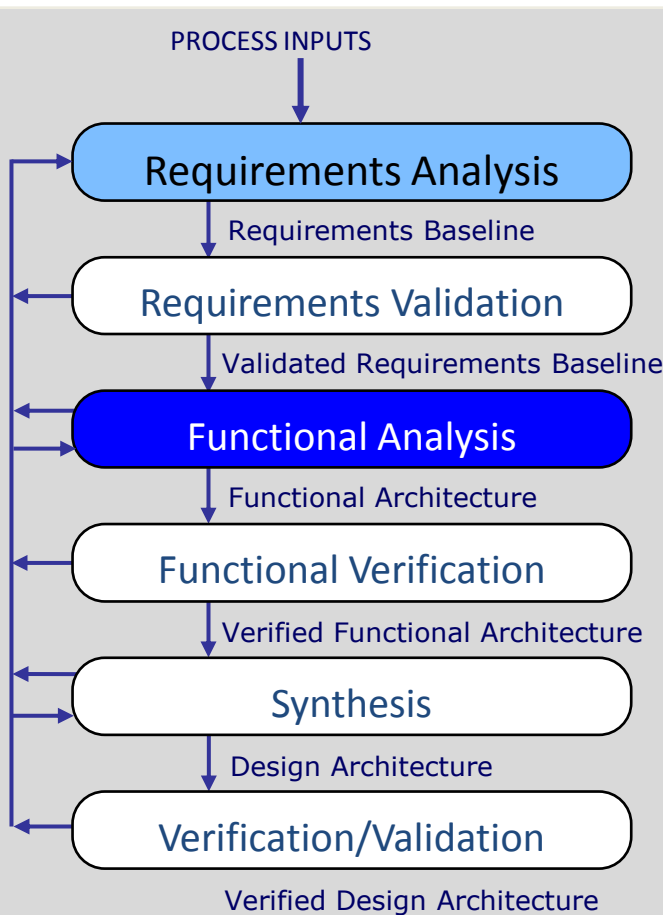 PROCESS INPUTS
Requirements Analysis
Requirements Baseline
Requirements Validation
Validated Requirements Baseline
Functional Analysis
Functional Architecture
Functional Verification
Verified Functional Architecture
Synthesis
Design Architecture
Verification/Validation
Verified Design Architecture